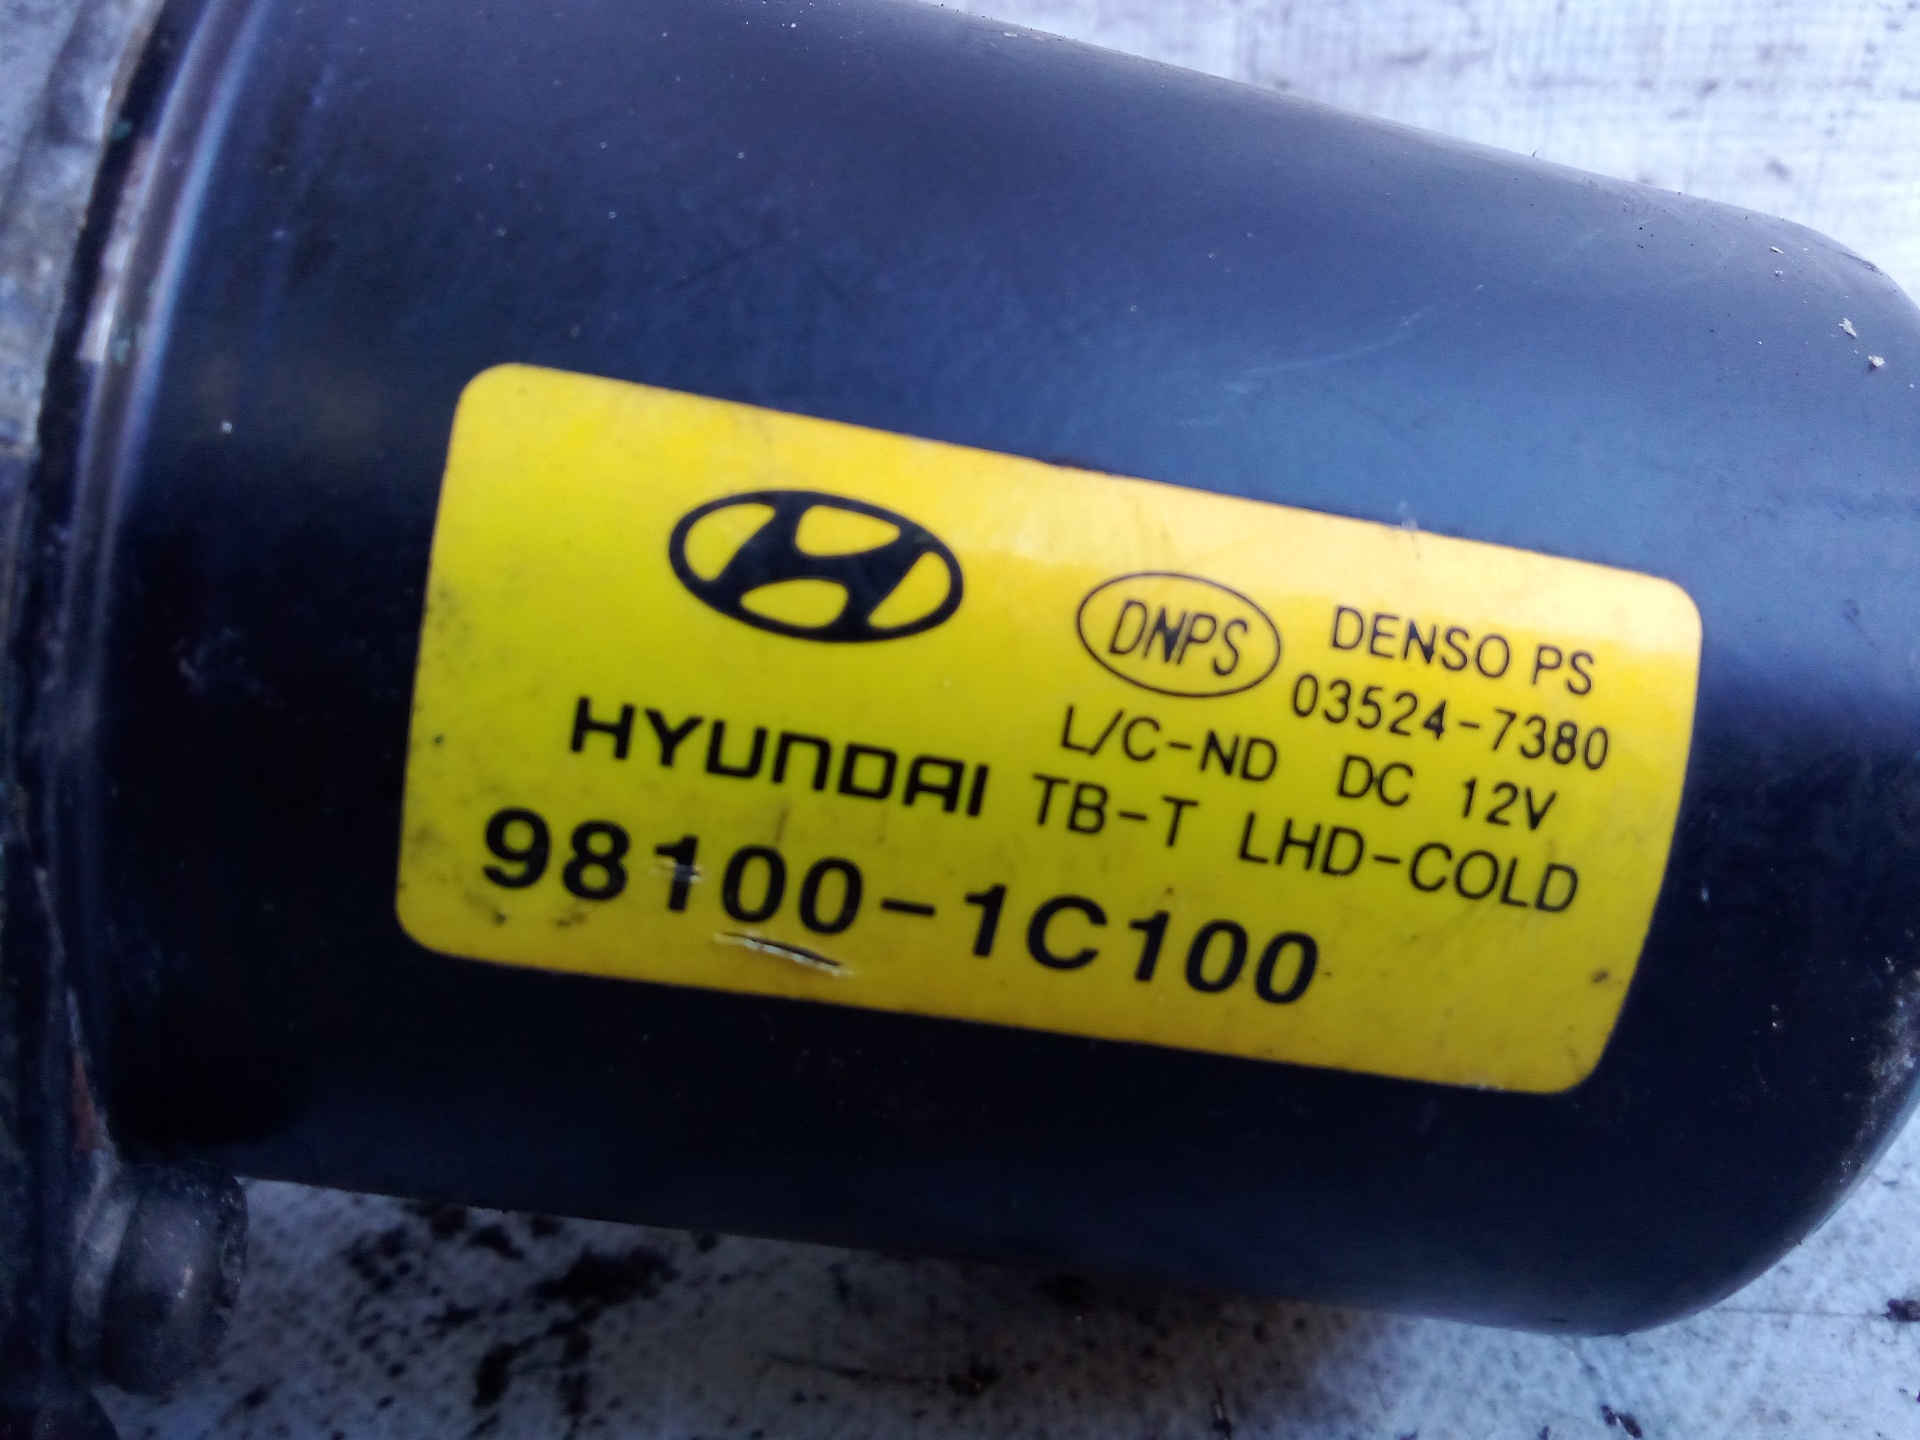 DNPS DENSO PS
03524-7380
L/C-ND DC 12V
HYUNDAI TB-T LHD-COLD
98100-1C100